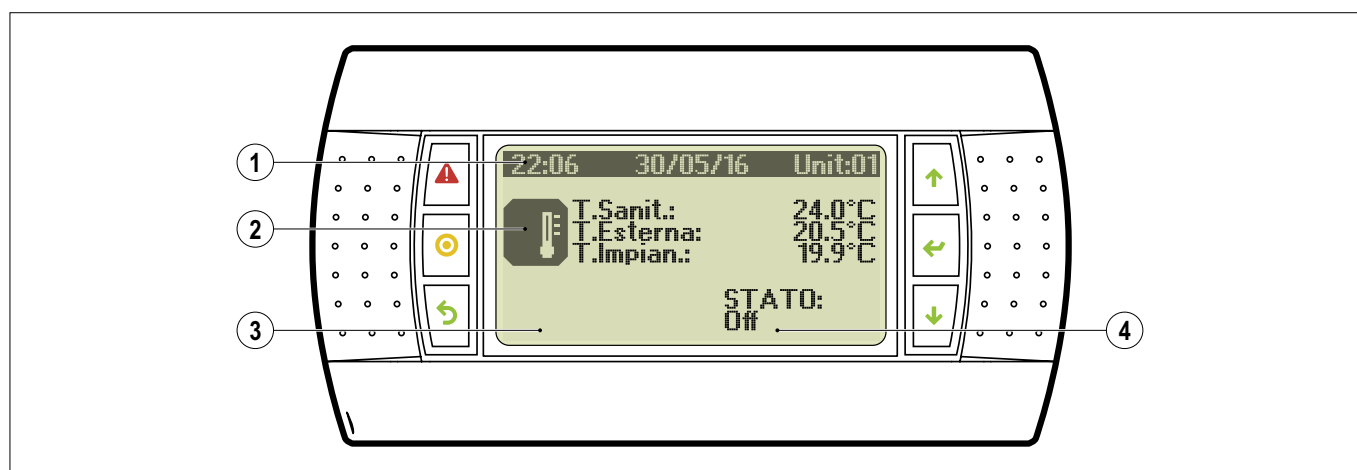 22:06 30/05/16 Unit:01
1
T.Sanit.: 24.0°C
2 T.Esterna: 20.5°C
T.Impian.: 19.9°C
STATO:
3 Off 4